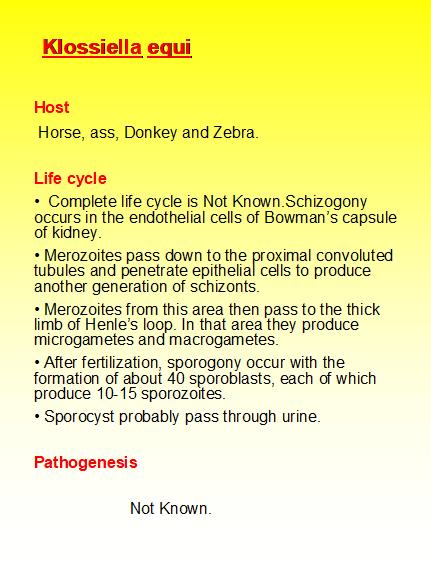 Klossiella equi
Host
Horse, ass, Donkey and Zebra.
Life cycle
• Complete life cycle is Not Known.Schizogony
occurs in the endothelial cells of Bowman's capsule
of kidney.
• Merozoites pass down to the proximal convoluted
tubules and penetrate epithelial cells to produce
another generation of schizonts.
• Merozoites from this area then pass to the thick
limb of Henle's loop. In that area they produce
microgametes and macrogametes.
• After fertilization, sporogony occur with the
formation of about 40 sporoblasts, each of which
produce 10-15 sporozoites.
• Sporocyst probably pass through urine.
Pathogenesis
Not Known.